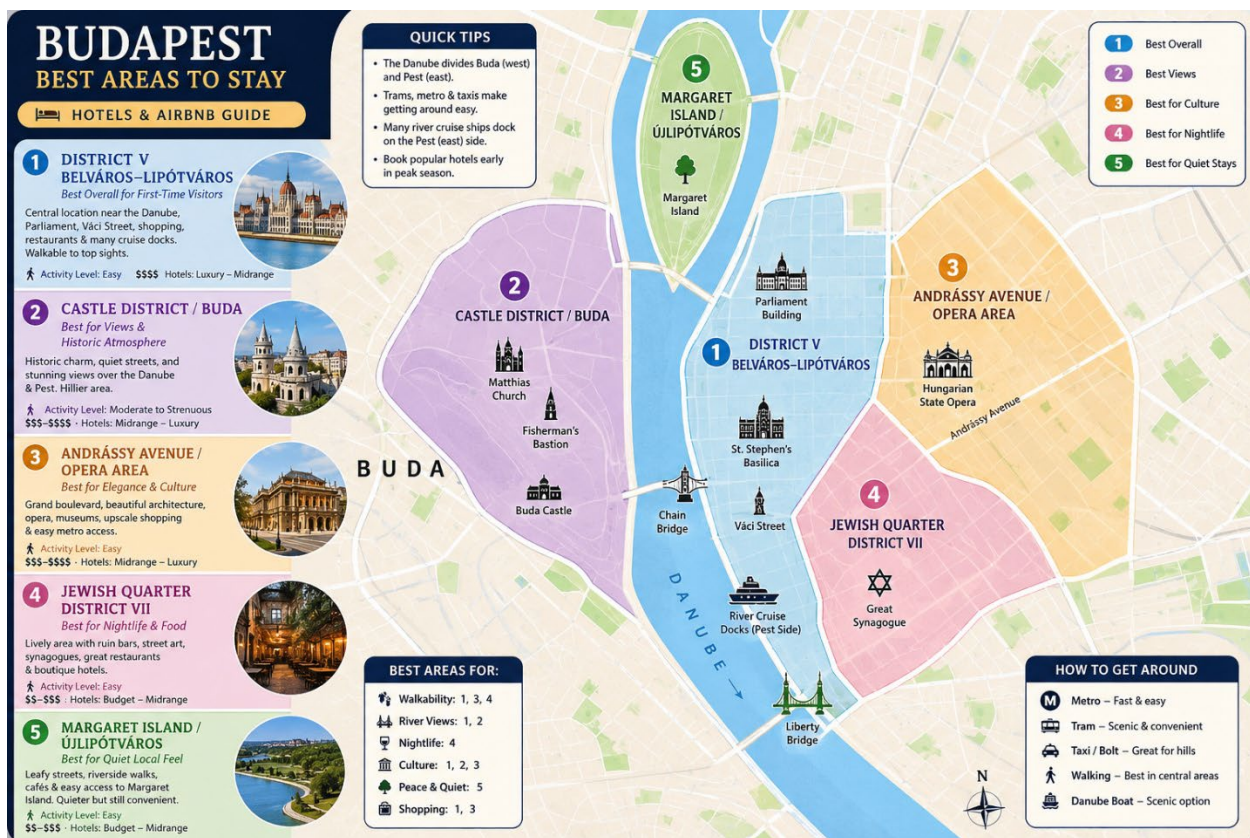 BUDAPEST
BEST AREAS TO STAY
HOTELS & AIRBNB GUIDE
1
DISTRICT V
BELVÁROS–LIPÓTVÁROS
Best Overall for First-Time Visitors
Central location near the Danube,
Parliament, Váci Street, shopping,
restaurants & many cruise docks.
Walkable to top sights.
Activity Level: Easy $$$$ Hotels: Luxury – Midrange
2
CASTLE DISTRICT / BUDA
Best for Views &
Historic Atmosphere
Historic charm, quiet streets, and
stunning views over the Danube
& Pest. Hillier area.
Activity Level: Moderate to Strenuous
$$$–$$$$ · Hotels: Midrange – Luxury
3
ANDRÁSSY AVENUE /
OPERA AREA
Best for Elegance & Culture
Grand boulevard, beautiful architecture,
opera, museums, upscale shopping
& easy metro access.
Activity Level: Easy
$$$–$$$$ · Hotels: Midrange – Luxury
4
JEWISH QUARTER
DISTRICT VII
Best for Nightlife & Food
Lively area with ruin bars, street art,
synagogues, great restaurants
& boutique hotels.
Activity Level: Easy
$$–$$$ : Hotels: Budget – Midrange
5
MARGARET ISLAND /
ÚJLIPÓTVÁROS
Best for Quiet Local Feel
Leafy streets, riverside walks,
cafés & easy access to Margaret
Island. Quieter but still convenient.
Activity Level: Easy
$$–$$$ · Hotels: Budget – Midrange
QUICK TIPS
• The Danube divides Buda (west)
and Pest (east).
• Trams, metro & taxis make
getting around easy.
• Many river cruise ships dock
on the Pest (east) side.
• Book popular hotels early
in peak season.
1 Best Overall
2 Best Views
3 Best for Culture
4 Best for Nightlife
5 Best for Quiet Stays
5
MARGARET
ISLAND /
ÚJLIPÓTVÁROS
Margaret
Island
2
CASTLE DISTRICT / BUDA
Matthias
Church
Fisherman's
Bastion
Buda Castle
BUDA
Parliament
Building
1
DISTRICT V
BELVÁROS–LIPÓTVÁROS
St. Stephen's
Basilica
Chain
Bridge
Váci Street
3
ANDRÁSSY AVENUE /
OPERA AREA
Hungarian
State Opera
Andrássy Avenue
4
JEWISH QUARTER
DISTRICT VII
Great
Synagogue
DANUBE
River Cruise
Docks (Pest Side)
Liberty
Bridge
BEST AREAS FOR:
Walkability: 1, 3, 4
River Views: 1, 2
Nightlife: 4
Culture: 1, 2, 3
Peace & Quiet: 5
Shopping: 1, 3
N
HOW TO GET AROUND
M Metro – Fast & easy
Tram – Scenic & convenient
Taxi / Bolt – Great for hills
Walking – Best in central areas
Danube Boat – Scenic option